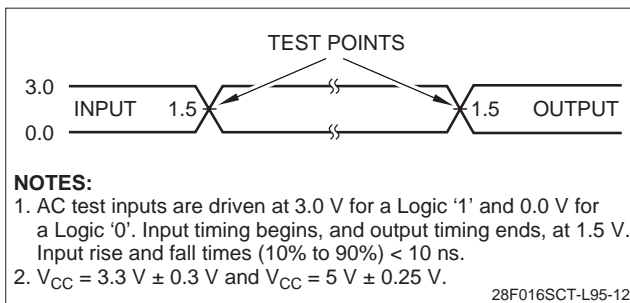 TEST POINTS
3.0
INPUT 1.5 1.5 OUTPUT
0.0
NOTES:
1. AC test inputs are driven at 3.0 V for a Logic '1' and 0.0 V for
a Logic '0'. Input timing begins, and output timing ends, at 1.5 V.
Input rise and fall times (10% to 90%) < 10 ns.
2. VCC = 3.3 V ± 0.3 V and VCC = 5 V ± 0.25 V.
28F016SCT-L95-12